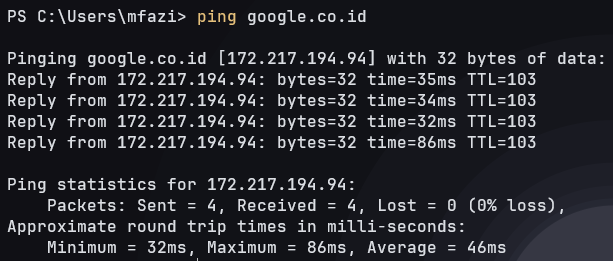 PS C:\Users\mfazi> ping google.co.id
Pinging google.co.id [172.217.194.94] with 32 bytes of data:
Reply from 172.217.194.94: bytes=32 time=35ms TTL=103
Reply from 172.217.194.94: bytes=32 time=34ms TTL=103
Reply from 172.217.194.94: bytes=32 time=32ms TTL=103
Reply from 172.217.194.94: bytes=32 time=86ms TTL=103
Ping statistics for 172.217.194.94:
    Packets: Sent = 4, Received = 4, Lost = 0 (0% loss),
Approximate round trip times in milli-seconds:
    Minimum = 32ms, Maximum = 86ms, Average = 46ms